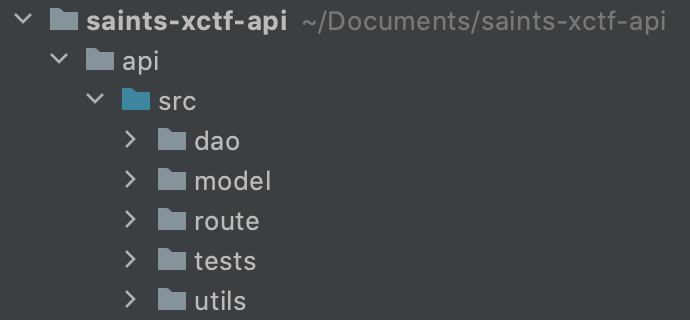 saints-xctf-api ~/Documents/saints-xctf-api
api
src
dao
model
route
tests
utils